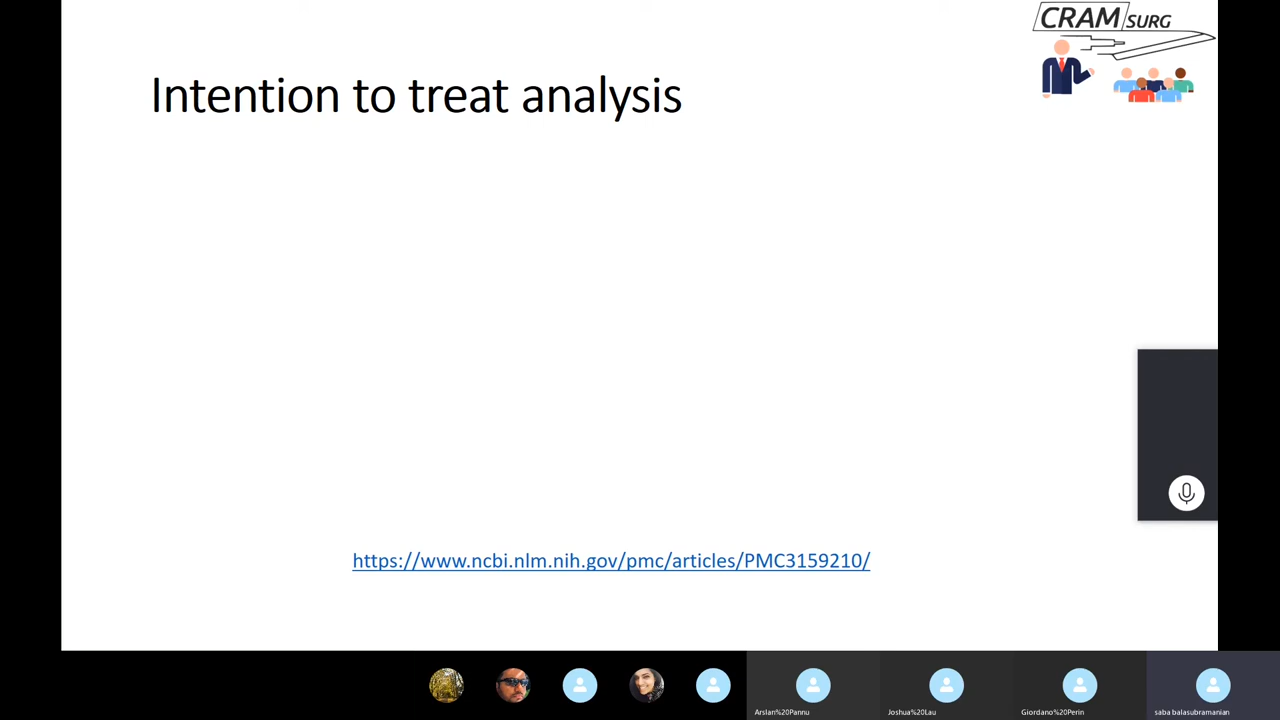 CRAM SURG
Intention to treat analysis
https://www.ncbi.nlm.nih.gov/pmc/articles/PMC3159210/
Arslan%20Pannu
Joshua%20Lau
Giordano%20Perin
saba balasubramanian